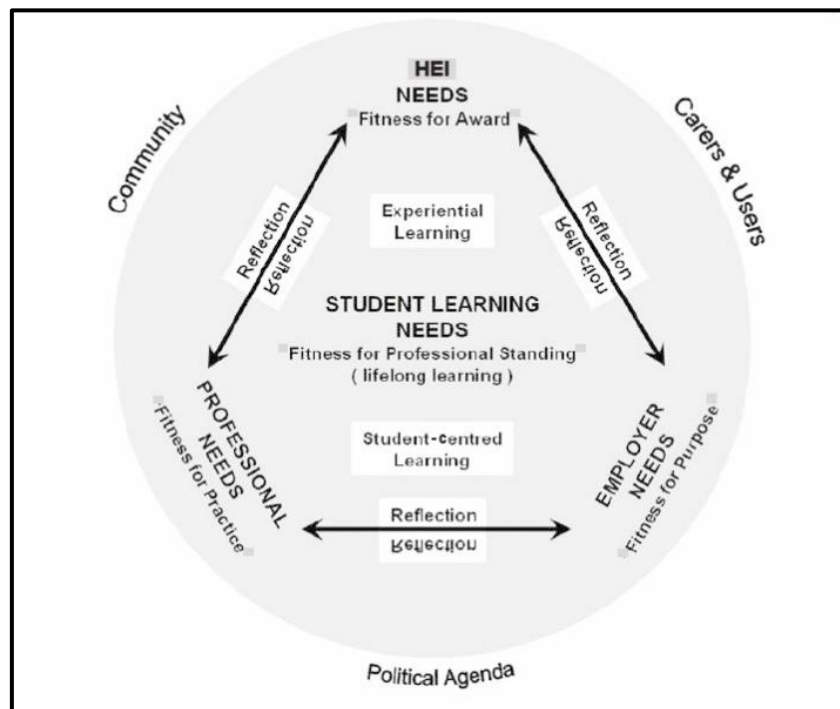 HEI
NEEDS
Fitness for Award
Community
Carers & Users
Reflection
Reflection
Reflection
Reflection
Experiential
Learning
STUDENT LEARNING
NEEDS
Fitness for Professional Standing
( lifelong learning )
PROFESSIONAL
NEEDS
Fitness for Practice
Student-centred
Learning
EMPLOYER
NEEDS
Fitness for Purpose
Reflection
Reflection
Political Agenda